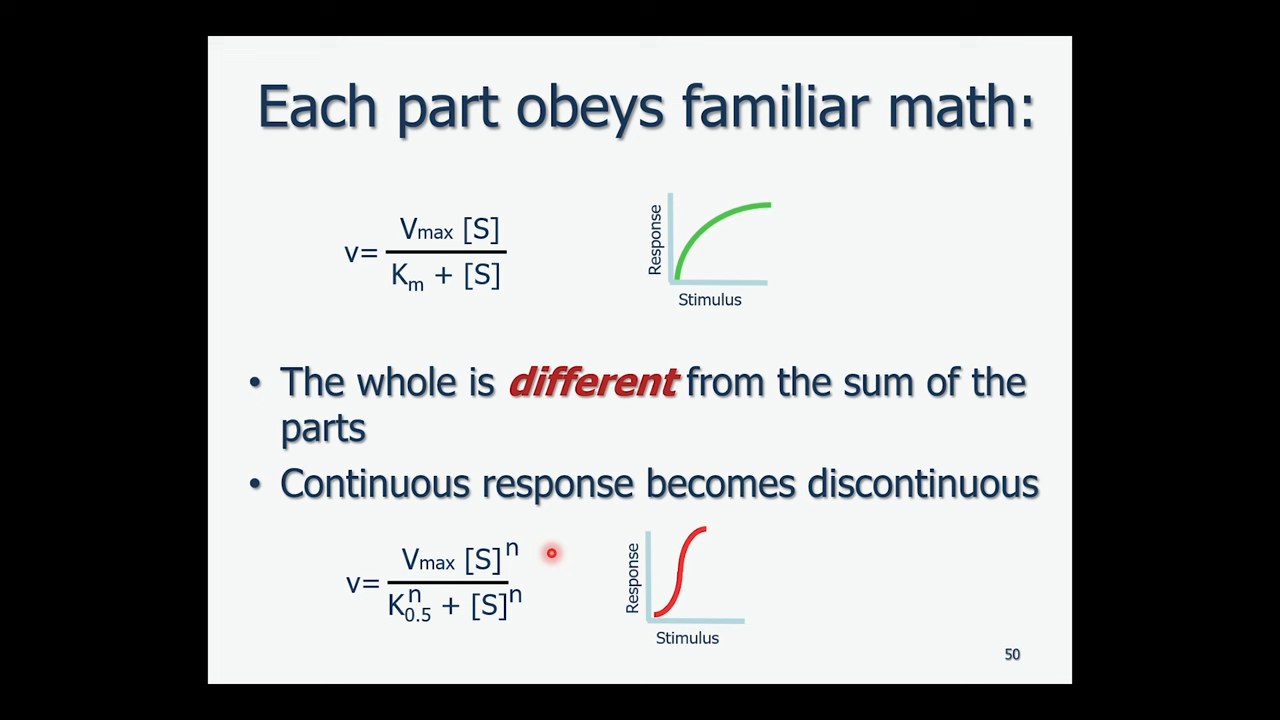 Each part obeys familiar math:
v= Vmax [S]
Km + [S]
Response
Stimulus
• The whole is different from the sum of the
parts
• Continuous response becomes discontinuous
v= Vmax [S]^n
K0.5^n + [S]^n
Response
Stimulus
50